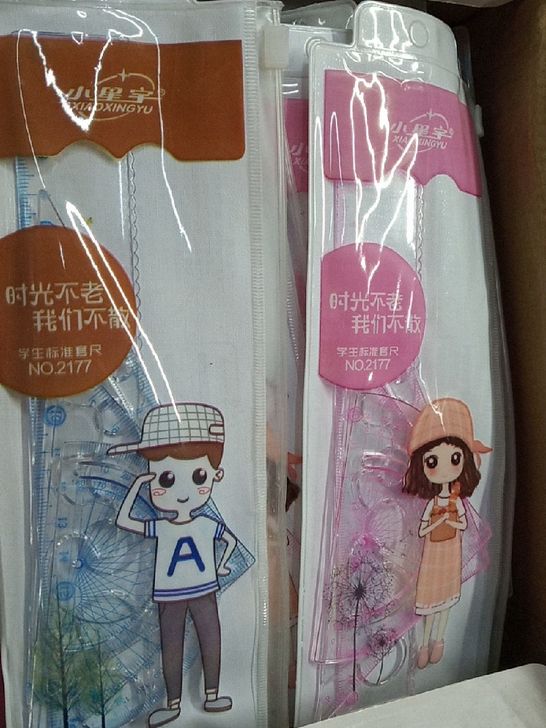 小星宇®
XIAOXINGYU
时光不老
我们不散
学生标准套尺
NO.2177
A
小星宇®
XIAOXINGYU
时光不老
我们不散
学生标准套尺
NO.2177